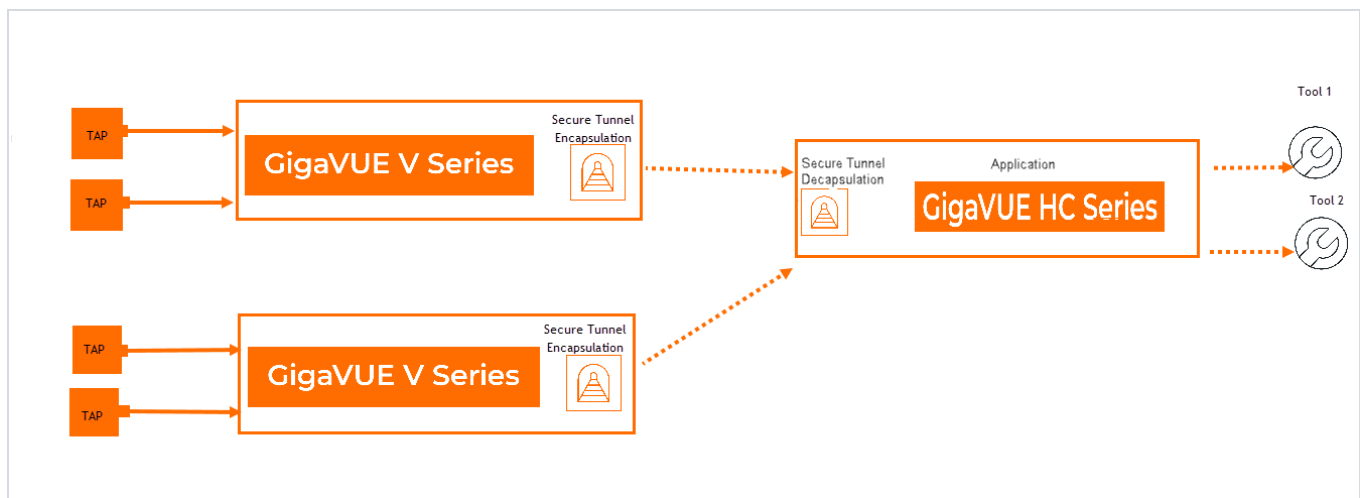 TAP
TAP
Secure Tunnel
Encapsulation
GigaVUE V Series
Secure Tunnel
Decapsulation
Application
GigaVUE HC Series
Tool 1
Tool 2
TAP
TAP
Secure Tunnel
Encapsulation
GigaVUE V Series